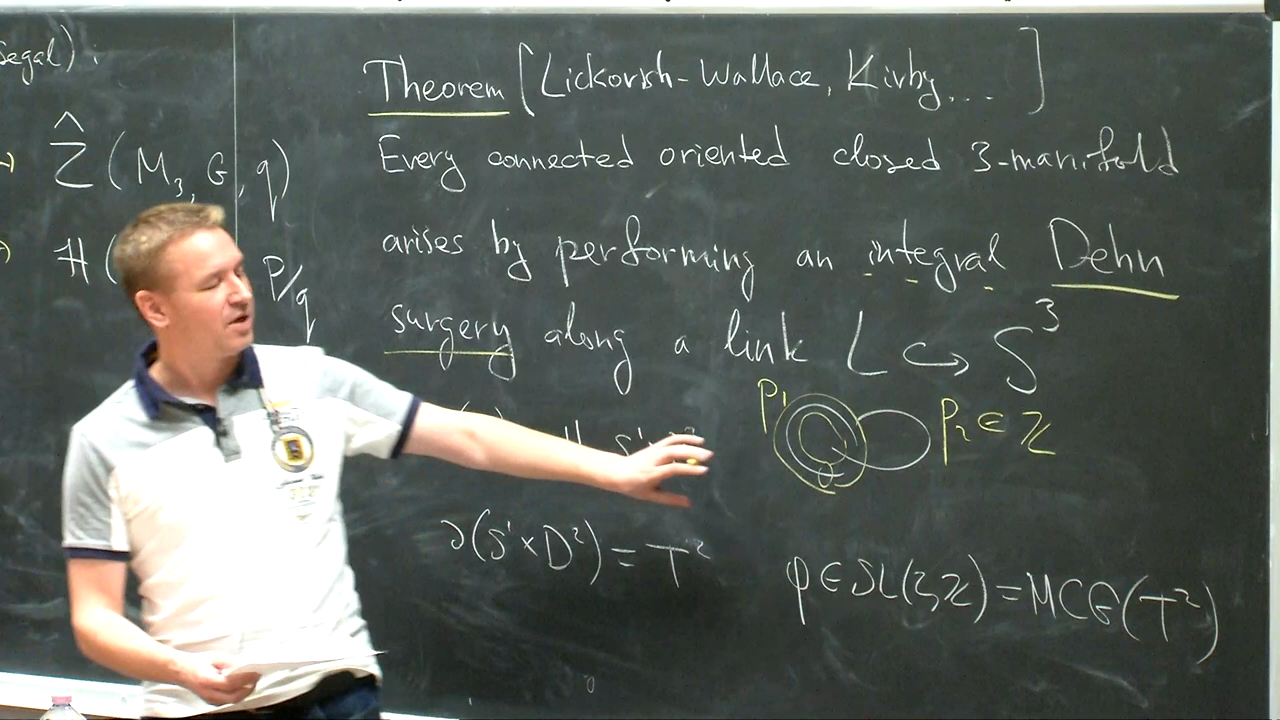 Segal).
Ẑ(M₃, G, q)
H(
P/q
Theorem [Lickorish-Wallace, Kirby, ... ]
Every connected oriented closed 3-manifold
arises by performing an integral Dehn
surgery along a link L ↪ S³
P₁
P₂ ∈ ℤ
∂(S¹×D²) = T²
φ ∈ SL(2,ℤ) = MCG(T²)